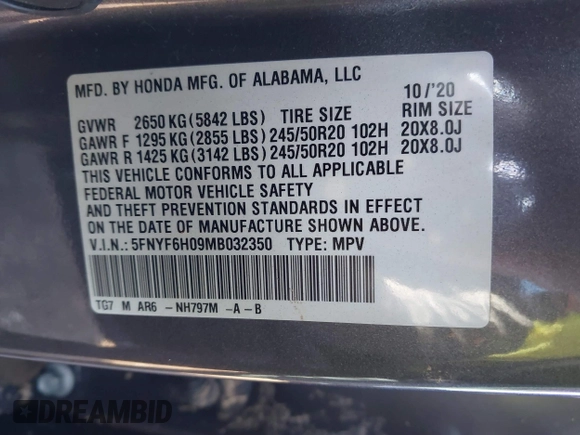 MFD. BY HONDA MFG. OF ALABAMA, LLC 10/'20
GVWR 2650 KG (5842 LBS) TIRE SIZE RIM SIZE
GAWR F 1295 KG (2855 LBS) 245/50R20 102H 20X8.0J
GAWR R 1425 KG (3142 LBS) 245/50R20 102H 20X8.0J
THIS VEHICLE CONFORMS TO ALL APPLICABLE
FEDERAL MOTOR VEHICLE SAFETY
AND THEFT PREVENTION STANDARDS IN EFFECT
ON THE DATE OF MANUFACTURE SHOWN ABOVE.
V.I.N.: 5FNYF6H09MB032350 TYPE: MPV
TG7 M AR6 -NH797M -A-B
DREAMBID